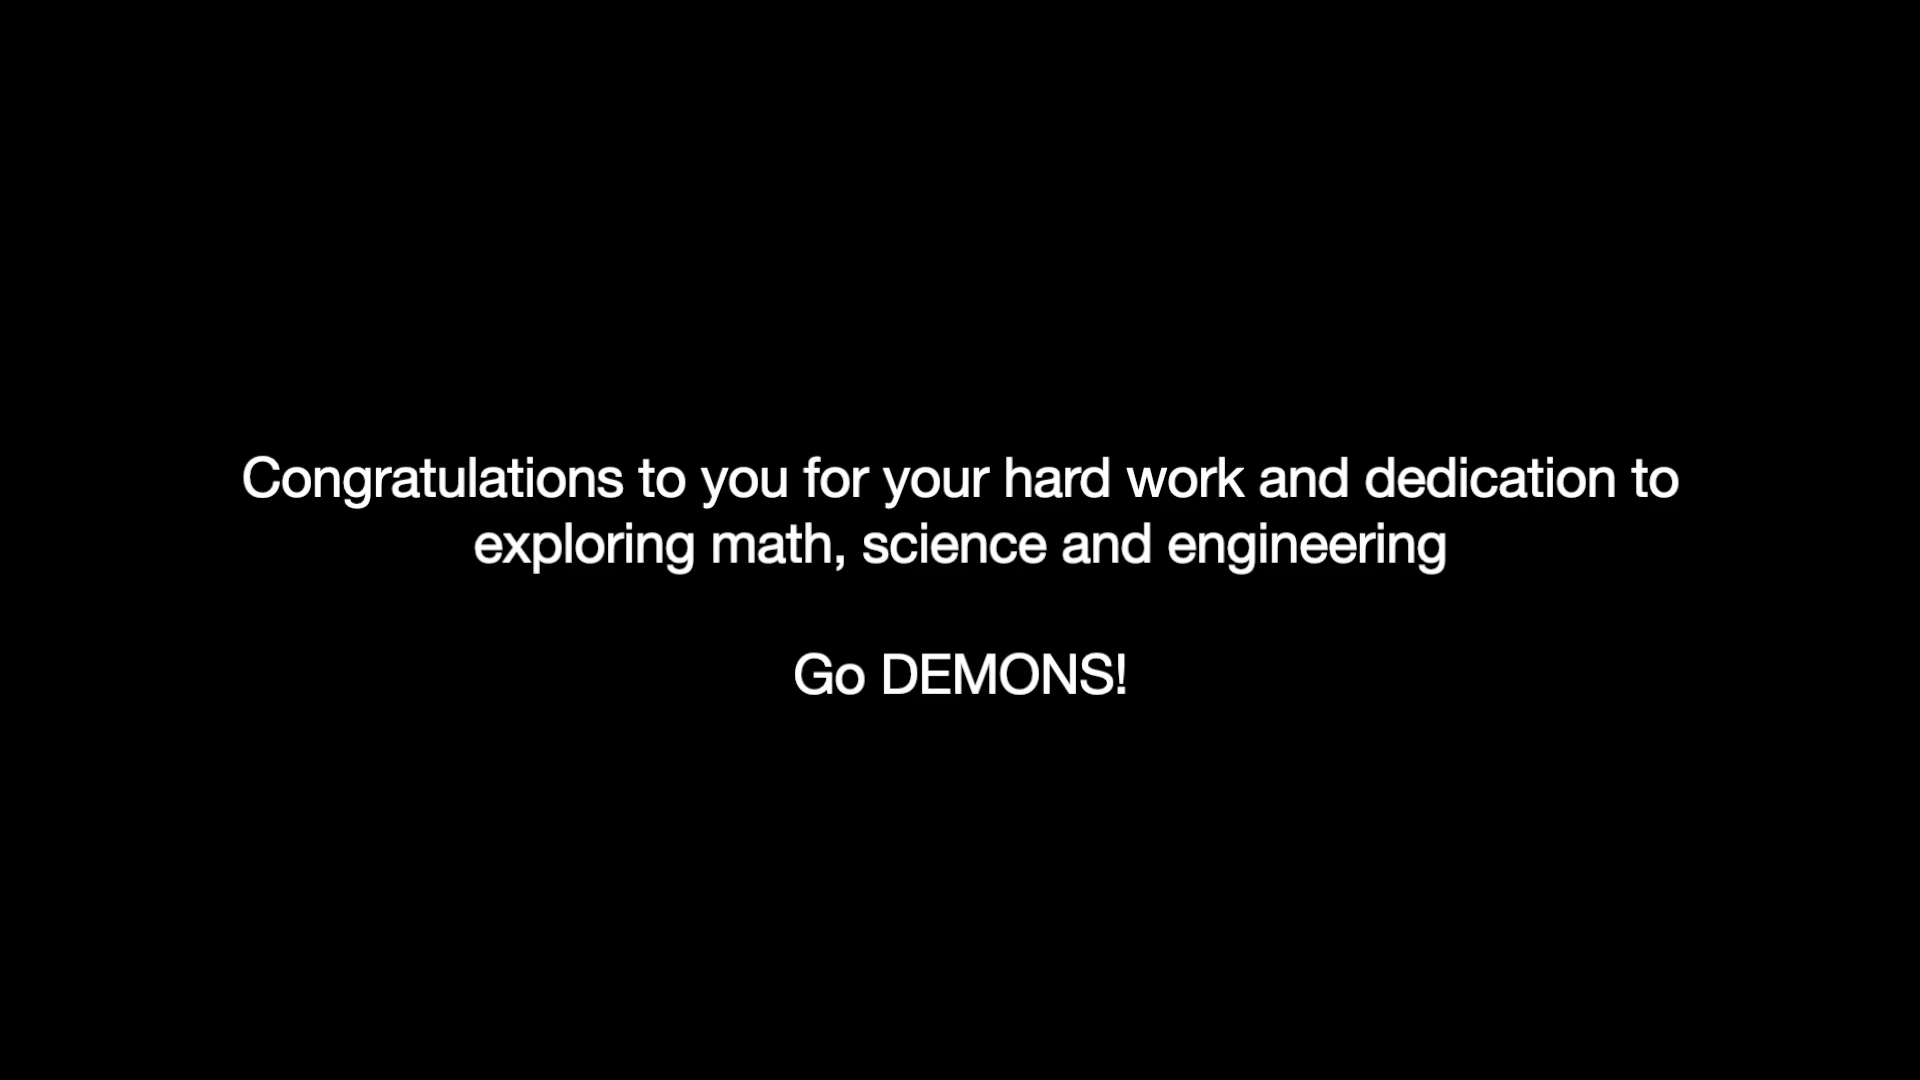 Congratulations to you for your hard work and dedication to
exploring math, science and engineering
Go DEMONS!